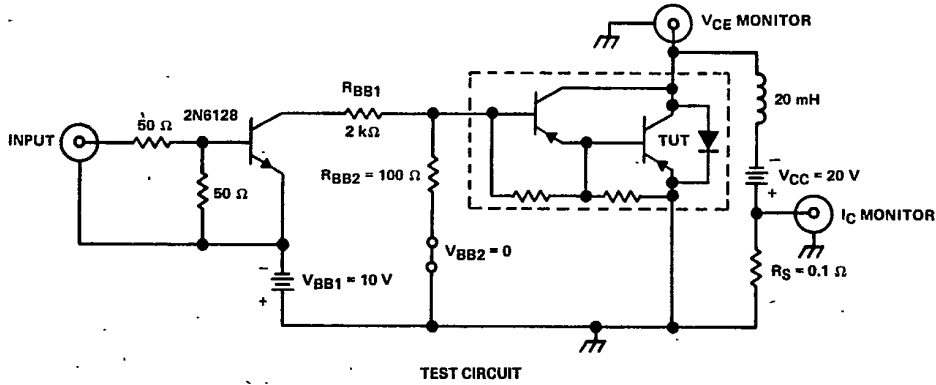 VCE MONITOR
RBB1
2N6128
20 mH
50 Ω
2 kΩ
INPUT
TUT
RBB2 = 100 Ω
VCC = 20 V
50 Ω
IC MONITOR
VBB2 = 0
VBB1 = 10 V
RS = 0.1 Ω
TEST CIRCUIT